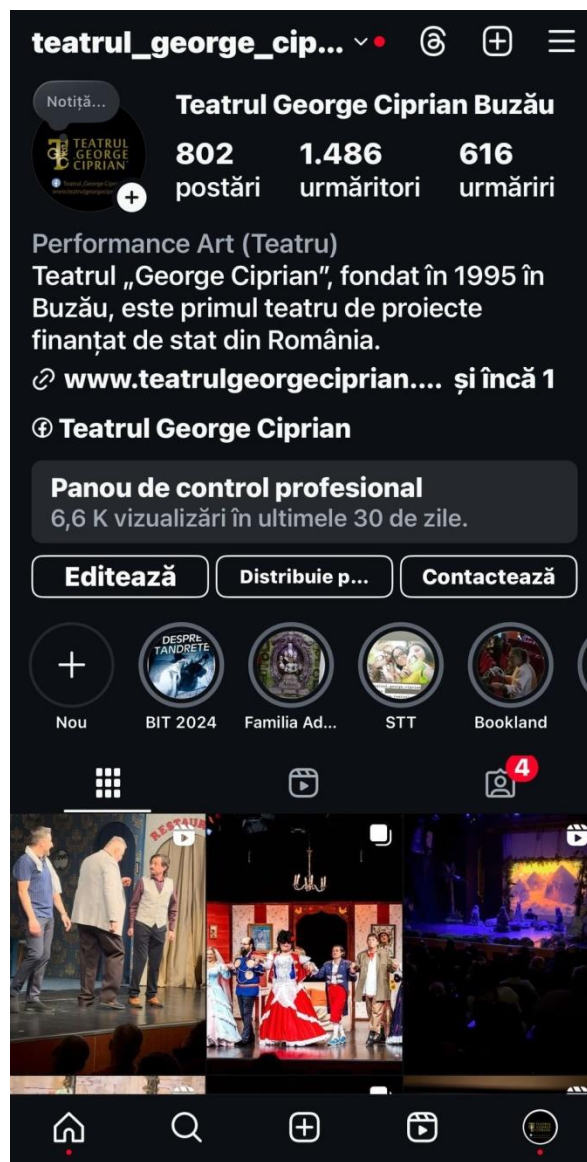 teatrul_george_cip...
Notiță...
TEATRUL
GEORGE
CIPRIAN
Teatrul George Ciprian Buzău
802
1.486
616
postări
urmăritori
urmăriri
Performance Art (Teatru)
Teatrul „George Ciprian”, fondat în 1995 în
Buzău, este primul teatru de proiecte
finanțat de stat din România.
www.teatrulgeorgeciprian.... și încă 1
Teatrul George Ciprian
Panou de control profesional
6,6 K vizualizări în ultimele 30 de zile.
Editează
Distribuie p...
Contactează
DESPRE
TANDREȚE
Nou
BIT 2024
Familia Ad...
STT
Bookland
4
RESTAUR